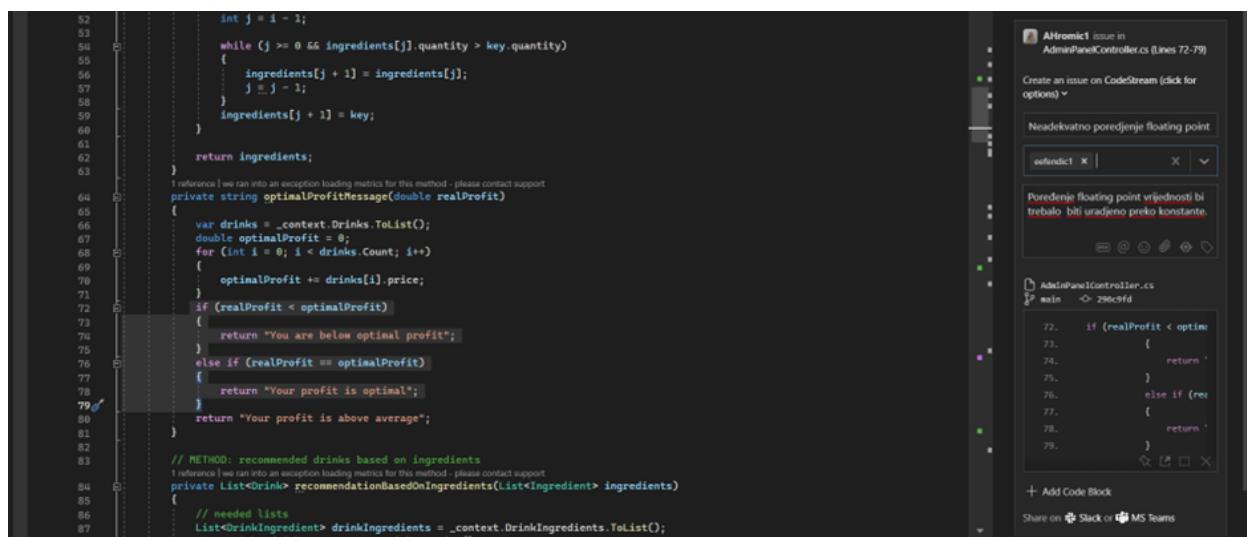 52 int j = i - 1;
53
54 while (j >= 0 && ingredients[j].quantity > key.quantity)
55 {
56 ingredients[j + 1] = ingredients[j];
57 j = j - 1;
58 }
59 ingredients[j + 1] = key;
60 }
61
62 return ingredients;
63 }
1 reference | we ran into an exception loading metrics for this method - please contact support
64 private string optimalProfitMessage(double realProfit)
65 {
66 var drinks = _context.Drinks.ToList();
67 double optimalProfit = 0;
68 for (int i = 0; i < drinks.Count; i++)
69 {
70 optimalProfit += drinks[i].price;
71 }
72 if (realProfit < optimalProfit)
73 {
74 return "You are below optimal profit";
75 }
76 else if (realProfit == optimalProfit)
77 {
78 return "Your profit is optimal";
79 }
80 return "Your profit is above average";
81 }
82
83 // METHOD: recommended drinks based on ingredients
1 reference | we ran into an exception loading metrics for this method - please contact support
84 private List<Drink> recommendationBasedOnIngredients(List<Ingredient> ingredients)
85 {
86 // needed lists
87 List<DrinkIngredient> drinkIngredients = _context.DrinkIngredients.ToList();
AHromic1 issue in
AdminPanelController.cs (Lines 72-79)
Create an issue on CodeStream (click for
options)
Neadekvatno poredjenje floating point
eefendic1 ×
Poređenje floating point vrijednosti bi
trebalo biti uradjeno preko konstante.
AdminPanelController.cs
main 296c9fd
72. if (realProfit < optima
73. {
74. return "
75. }
76. else if (rea
77. {
78. return "
79. }
+ Add Code Block
Share on Slack or MS Teams